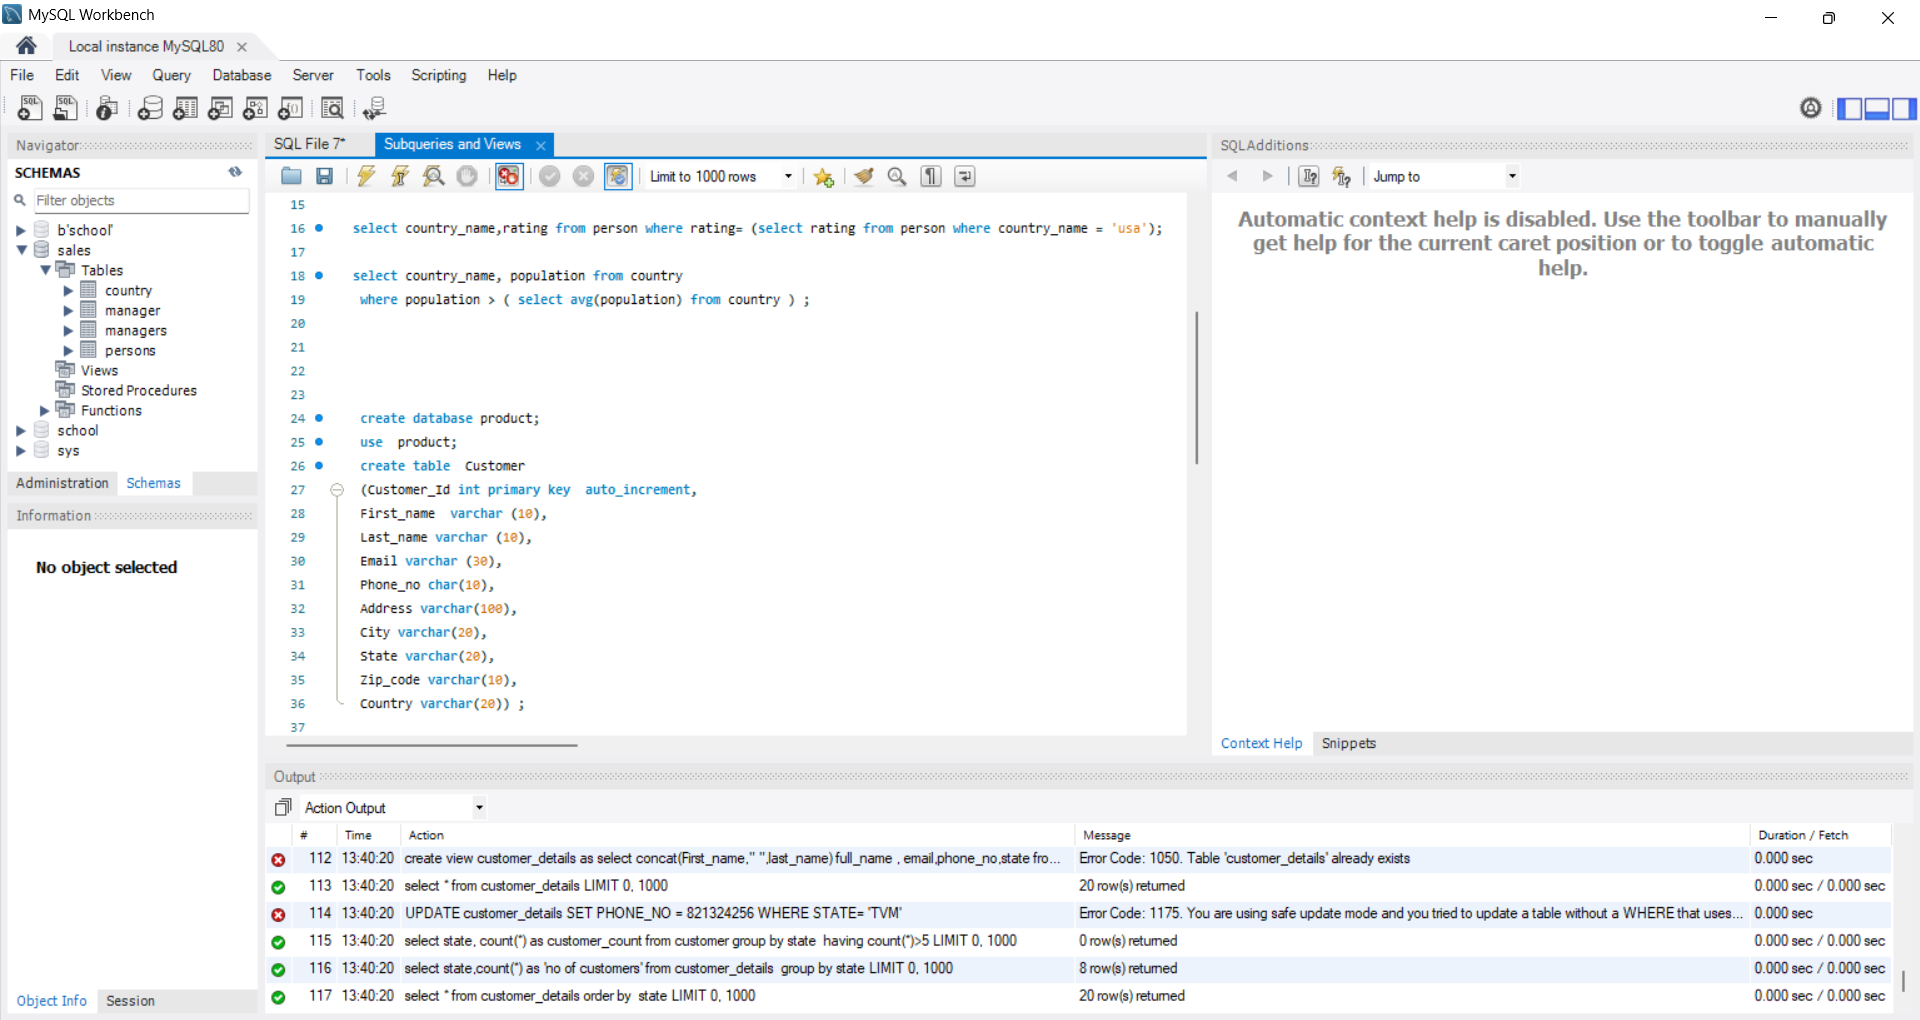 MySQL Workbench
Local instance MySQL80
File Edit View Query Database Server Tools Scripting Help
Navigator
SCHEMAS
Filter objects
b'school'
sales
Tables
country
manager
managers
persons
Views
Stored Procedures
Functions
school
sys
Administration Schemas
Information
No object selected
Object Info Session
SQL File 7* Subqueries and Views
Limit to 1000 rows
15
16 select country_name,rating from person where rating= (select rating from person where country_name = 'usa');
17
18 select country_name, population from country
19 where population > ( select avg(population) from country ) ;
20
21
22
23
24 create database product;
25 use product;
26 create table Customer
27 (Customer_Id int primary key auto_increment,
28 First_name varchar (10),
29 Last_name varchar (10),
30 Email varchar (30),
31 Phone_no char(10),
32 Address varchar(100),
33 City varchar(20),
34 State varchar(20),
35 Zip_code varchar(10),
36 Country varchar(20)) ;
37
SQLAdditions
Jump to
Automatic context help is disabled. Use the toolbar to manually
get help for the current caret position or to toggle automatic
help.
Context Help Snippets
Output
Action Output
# Time Action Message Duration / Fetch
112 13:40:20 create view customer_details as select concat(First_name," ",last_name) full_name , email,phone_no,state fro... Error Code: 1050. Table 'customer_details' already exists 0.000 sec
113 13:40:20 select * from customer_details LIMIT 0, 1000 20 row(s) returned 0.000 sec / 0.000 sec
114 13:40:20 UPDATE customer_details SET PHONE_NO = 821324256 WHERE STATE= 'TVM' Error Code: 1175. You are using safe update mode and you tried to update a table without a WHERE that uses... 0.000 sec
115 13:40:20 select state, count(*) as customer_count from customer group by state having count(*)>5 LIMIT 0, 1000 0 row(s) returned 0.000 sec / 0.000 sec
116 13:40:20 select state,count(*) as 'no of customers' from customer_details group by state LIMIT 0, 1000 8 row(s) returned 0.000 sec / 0.000 sec
117 13:40:20 select * from customer_details order by state LIMIT 0, 1000 20 row(s) returned 0.000 sec / 0.000 sec